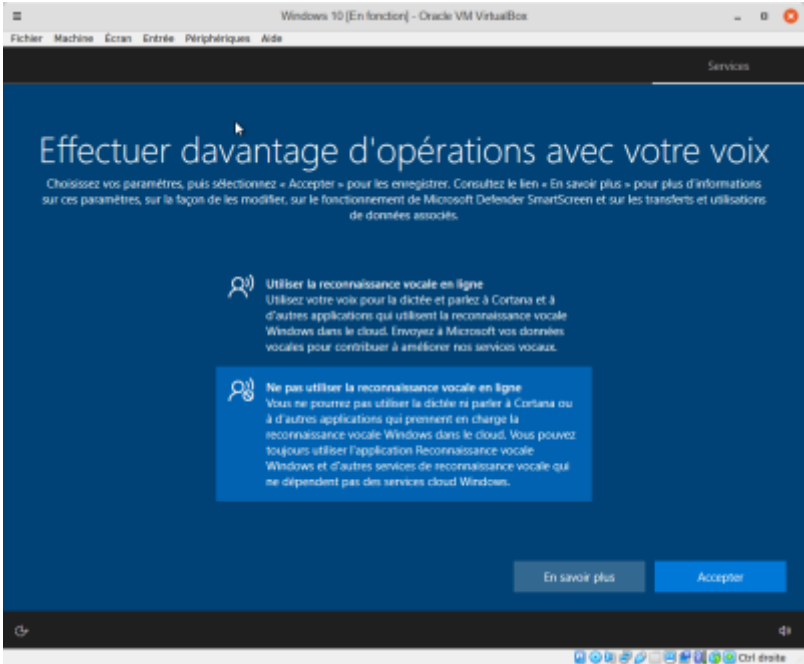 Windows 10 [En fonction] - Oracle VM VirtualBox
Fichier Machine Écran Entrée Périphériques Aide
Services
Effectuer davantage d'opérations avec votre voix
Choisissez vos paramètres, puis sélectionnez « Accepter » pour les enregistrer. Consultez le lien « En savoir plus » pour plus d'informations
sur ces paramètres, sur la façon de les modifier, sur le fonctionnement de Microsoft Defender SmartScreen et sur les transferts et utilisations
de données associés.
Utiliser la reconnaissance vocale en ligne
Utilisez votre voix pour la dictée et parlez à Cortana et à
d'autres applications qui utilisent la reconnaissance vocale
Windows dans le cloud. Envoyez à Microsoft vos données
vocales pour contribuer à améliorer nos services vocaux.
Ne pas utiliser la reconnaissance vocale en ligne
Vous ne pourrez pas utiliser la dictée ni parler à Cortana ou
à d'autres applications qui prennent en charge la
reconnaissance vocale Windows dans le cloud. Vous pouvez
toujours utiliser l'application Reconnaissance vocale
Windows et d'autres services de reconnaissance vocale qui
ne dépendent pas des services cloud Windows.
En savoir plus
Accepter
Ctrl droite